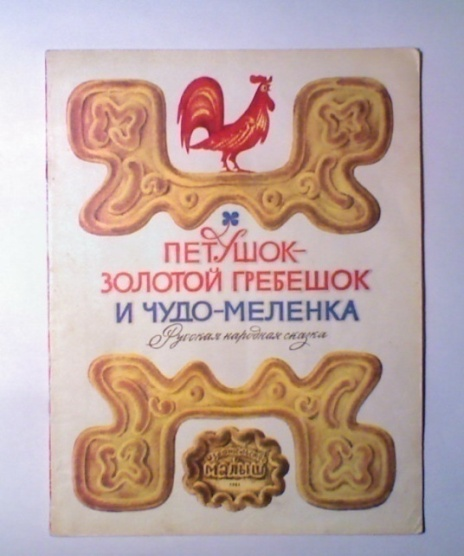 ПЕТУШОК-
ЗОЛОТОЙ ГРЕБЕШОК
И ЧУДО-МЕЛЕНКА
Русская народная сказка
МАЛЫШ